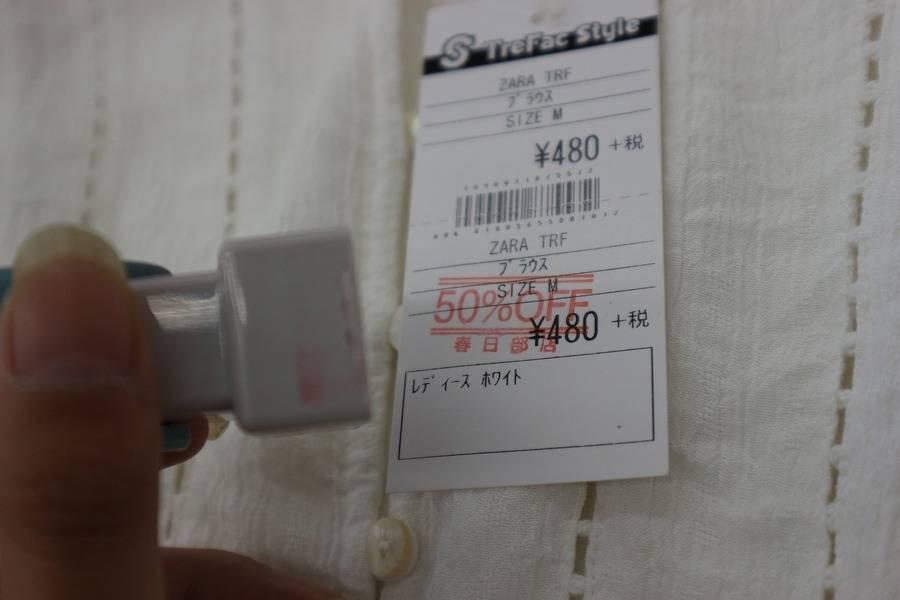 TreFac Style
ZARA TRF
ブラウス
SIZE M
¥480 +税
ZARA TRF
ブラウス
SIZE M
50%OFF
¥480 +税
春日部店
レディース ホワイト